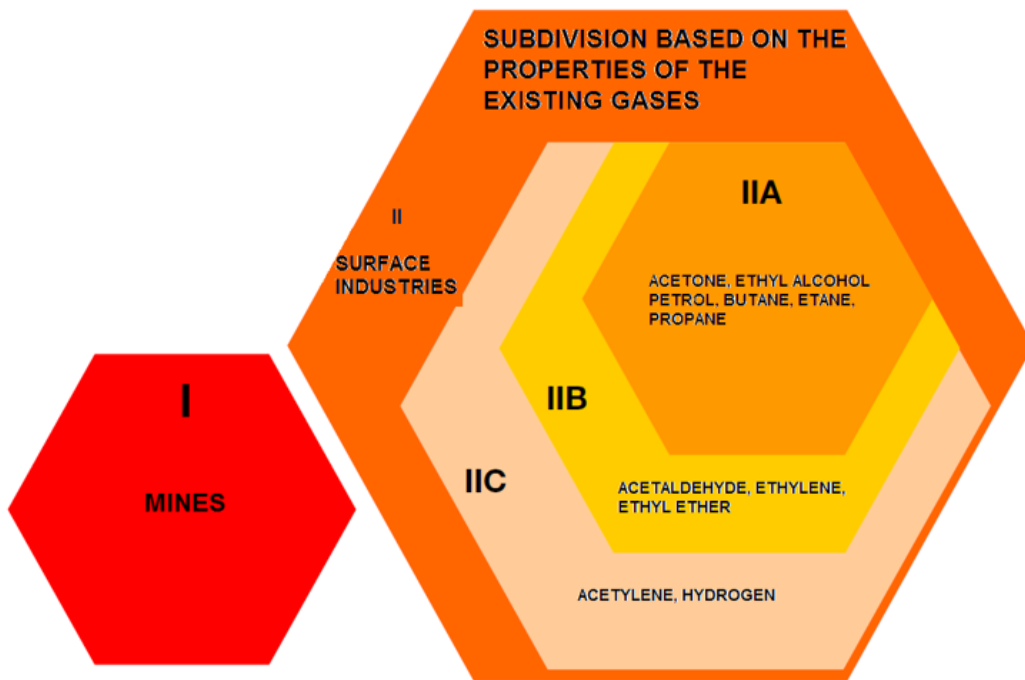 SUBDIVISION BASED ON THE
PROPERTIES OF THE
EXISTING GASES
II
SURFACE
INDUSTRIES
IIA
ACETONE, ETHYL ALCOHOL
PETROL, BUTANE, ETANE,
PROPANE
I
MINES
IIB
ACETALDEHYDE, ETHYLENE,
ETHYL ETHER
IIC
ACETYLENE, HYDROGEN